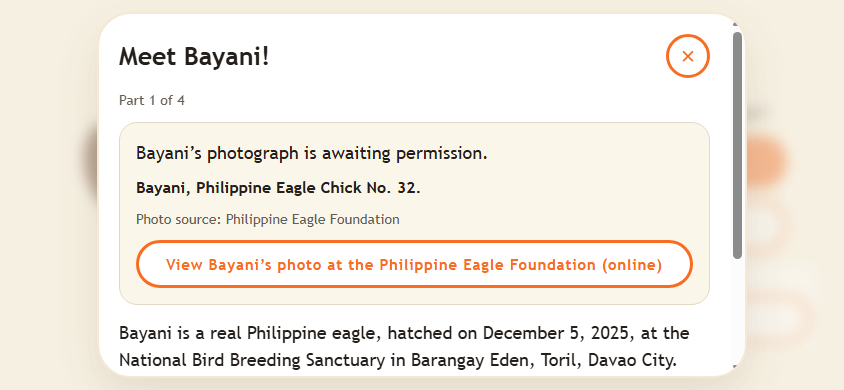 Meet Bayani!
×
Part 1 of 4
Bayani’s photograph is awaiting permission.
Bayani, Philippine Eagle Chick No. 32.
Photo source: Philippine Eagle Foundation
View Bayani’s photo at the Philippine Eagle Foundation (online)
Bayani is a real Philippine eagle, hatched on December 5, 2025, at the
National Bird Breeding Sanctuary in Barangay Eden, Toril, Davao City.